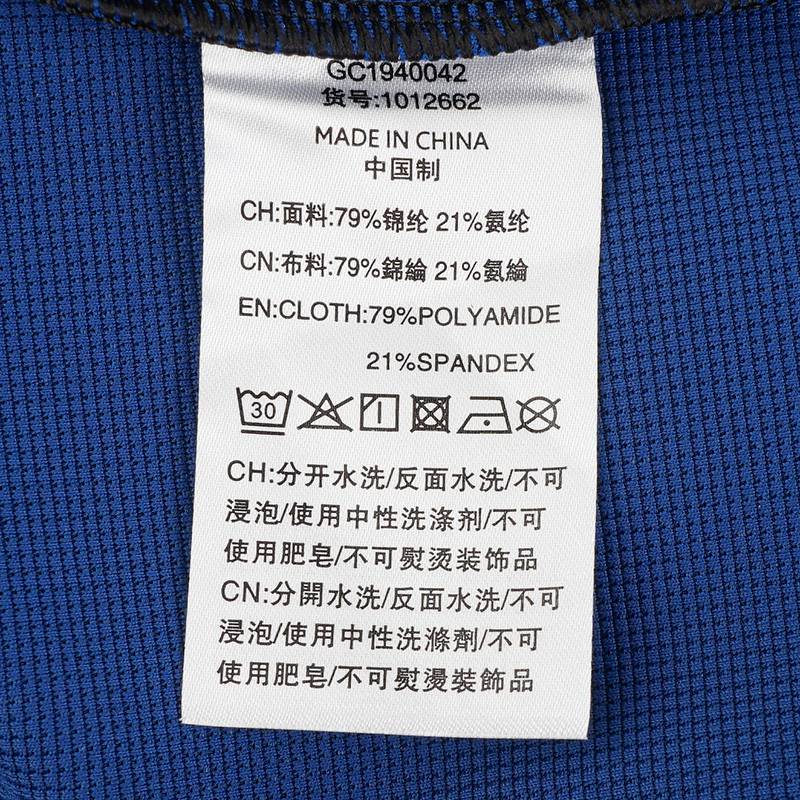 GC1940042
货号:1012662
MADE IN CHINA
中国制
CH:面料:79%锦纶 21%氨纶
CN:布料:79%錦綸 21%氨綸
EN:CLOTH:79%POLYAMIDE
21%SPANDEX
30
CH:分开水洗/反面水洗/不可
浸泡/使用中性洗涤剂/不可
使用肥皂/不可熨烫装饰品
CN:分開水洗/反面水洗/不可
浸泡/使用中性洗滌劑/不可
使用肥皂/不可熨燙裝飾品